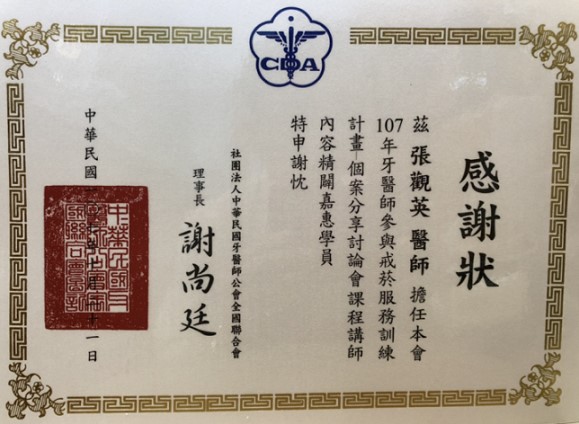 CDA
感謝狀
茲 張觀英 醫師 擔任本會
107年牙醫師參與戒菸服務訓練
計畫-個案分享討論會課程講師
內容精闢嘉惠學員
特申謝忱
社團法人中華民國牙醫師公會全國聯合會
理事長
謝尚廷
中華民國
十一日